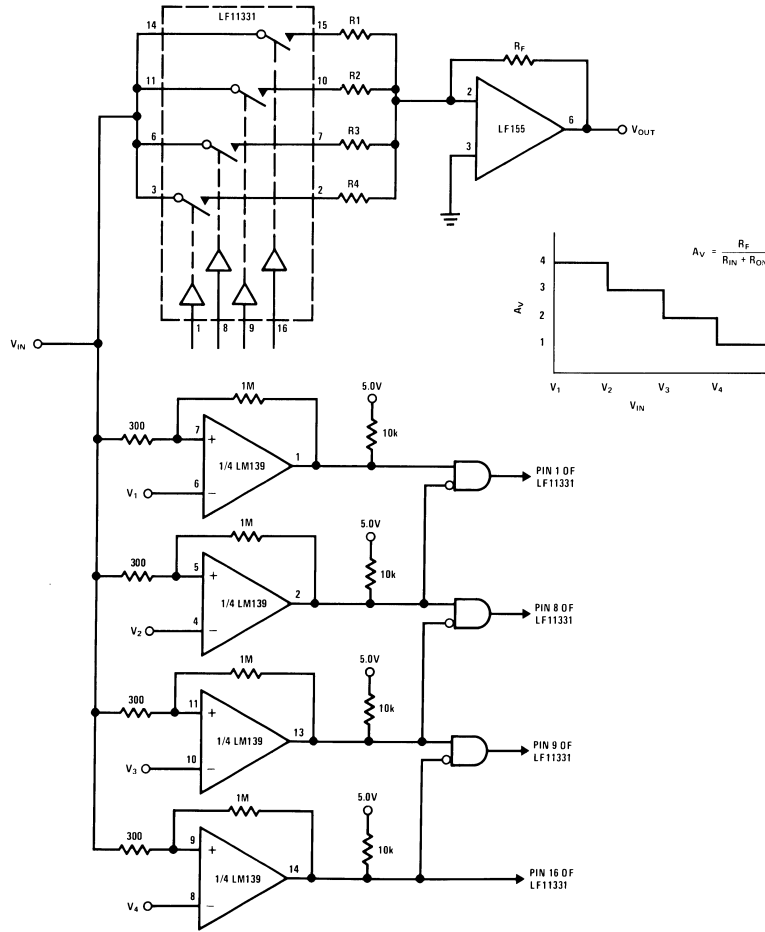 LF11331
14
15
R1
11
10
R2
6
7
R3
3
2
R4
1
8
9
16
RF
2
3
LF155
6
VOUT
AV = RF
RIN + RON
4
3
2
1
AV
V1
V2
V3
V4
VIN
VIN
1M
300
7
+
1/4 LM139
1
V1
6
−
5.0V
10k
PIN 1 OF
LF11331
1M
300
5
+
1/4 LM139
2
V2
4
−
5.0V
10k
PIN 8 OF
LF11331
1M
300
11
+
1/4 LM139
13
V3
10
−
5.0V
10k
PIN 9 OF
LF11331
1M
300
9
+
1/4 LM139
14
V4
8
−
5.0V
10k
PIN 16 OF
LF11331